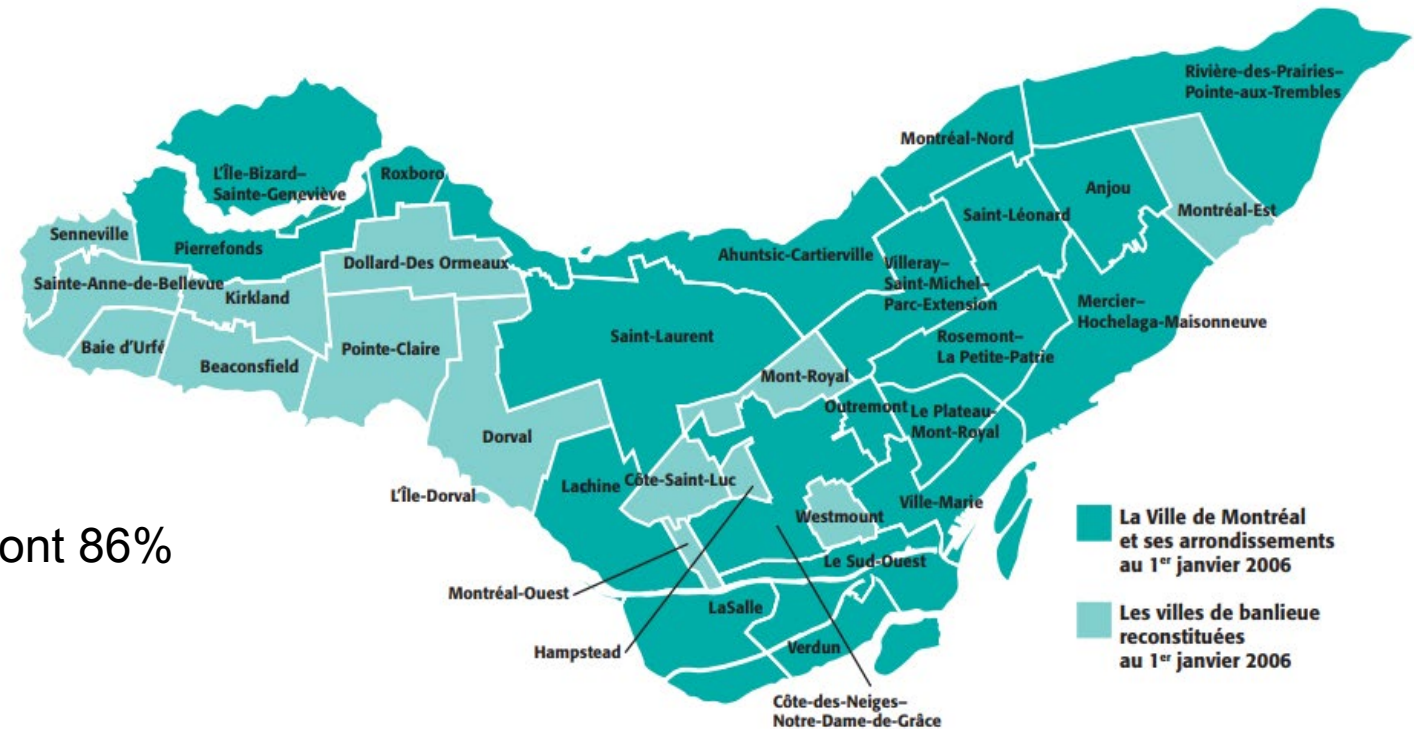 Rivière-des-Prairies–
Pointe-aux-Trembles
Montréal-Nord
L'Île-Bizard–
Sainte-Geneviève
Roxboro
Anjou
Saint-Léonard
Montréal-Est
Senneville
Pierrefonds
Ahuntsic-Cartierville
Villeray–
Saint-Michel–
Parc-Extension
Dollard-Des Ormeaux
Sainte-Anne-de-Bellevue
Kirkland
Mercier–
Hochelaga-Maisonneuve
Saint-Laurent
Rosemont–
La Petite-Patrie
Baie d'Urfé
Beaconsfield
Pointe-Claire
Mont-Royal
Outremont
Le Plateau-
Mont-Royal
Dorval
L'Île-Dorval
Lachine
Côte-Saint-Luc
Ville-Marie
Westmount
ont 86%
Le Sud-Ouest
Montréal-Ouest
LaSalle
Hampstead
Verdun
Côte-des-Neiges–
Notre-Dame-de-Grâce
La Ville de Montréal
et ses arrondissements
au 1er janvier 2006
Les villes de banlieue
reconstituées
au 1er janvier 2006